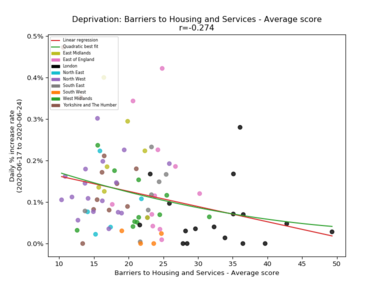 Deprivation: Barriers to Housing and Services - Average score
r=-0.274
Daily % increase rate
(2020-06-17 to 2020-06-24)
0.5%
0.4%
0.3%
0.2%
0.1%
0.0%
Linear regression
Quadratic best fit
East Midlands
East of England
London
North East
North West
South East
South West
West Midlands
Yorkshire and The Humber
10 15 20 25 30 35 40 45 50
Barriers to Housing and Services - Average score